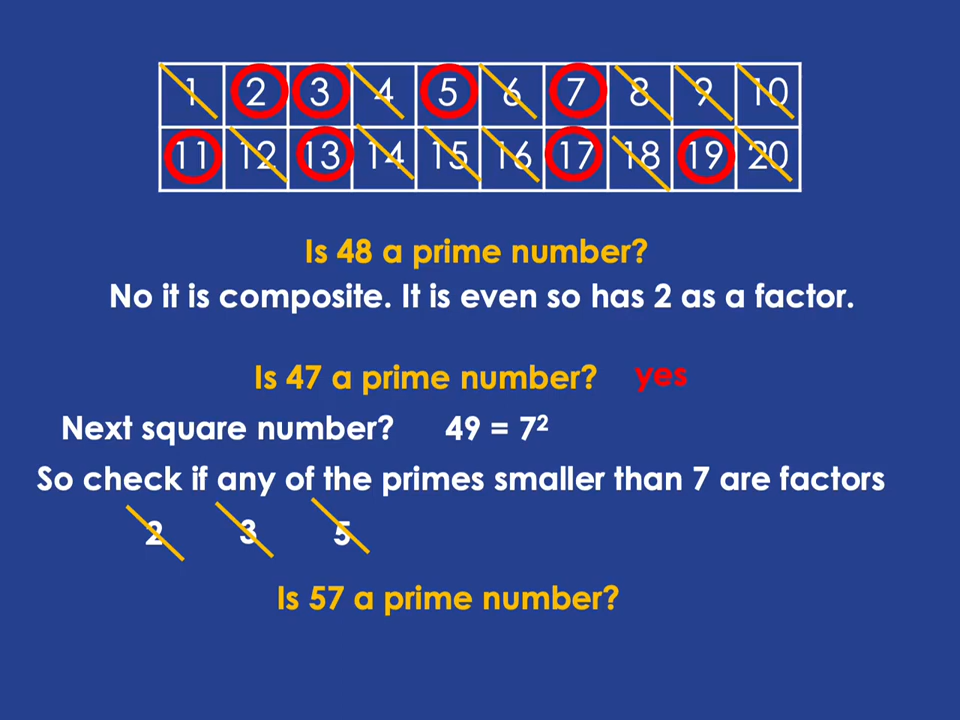 1 2 3 4 5 6 7 8 9 10
11 12 13 14 15 16 17 18 19 20
Is 48 a prime number?
No it is composite. It is even so has 2 as a factor.
Is 47 a prime number? yes
Next square number? 49 = 7²
So check if any of the primes smaller than 7 are factors
2 3 5
Is 57 a prime number?